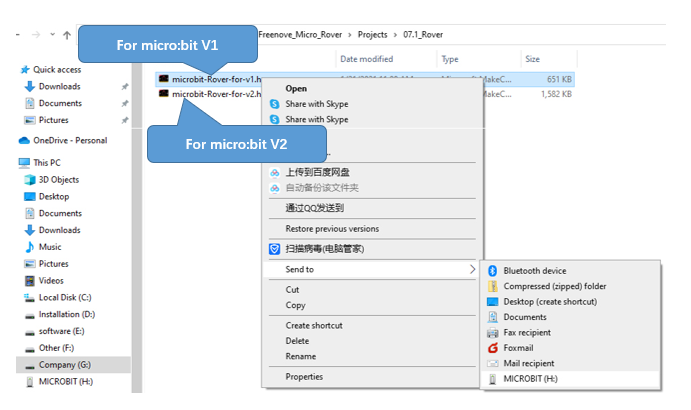 Freenove_Micro_Rover > Projects > 07.1_Rover
For micro:bit V1
Date modified
Type
Size
Quick access
Downloads
Documents
Pictures
OneDrive - Personal
This PC
3D Objects
Desktop
Documents
Downloads
Music
Pictures
Videos
Local Disk (C:)
Installation (D:)
software (E:)
Other (F:)
Company (G:)
MICROBIT (H:)
microbit-Rover-for-v1.h
MakeC...
651 KB
microbit-Rover-for-v2.h
MakeC...
1,582 KB
For micro:bit V2
Open
Share with Skype
Share with Skype
上传到百度网盘
自动备份该文件夹
通过QQ发送到
Restore previous versions
扫描病毒(电脑管家)
Send to
Cut
Copy
Create shortcut
Delete
Rename
Properties
Bluetooth device
Compressed (zipped) folder
Desktop (create shortcut)
Documents
Fax recipient
Foxmail
Mail recipient
MICROBIT (H:)